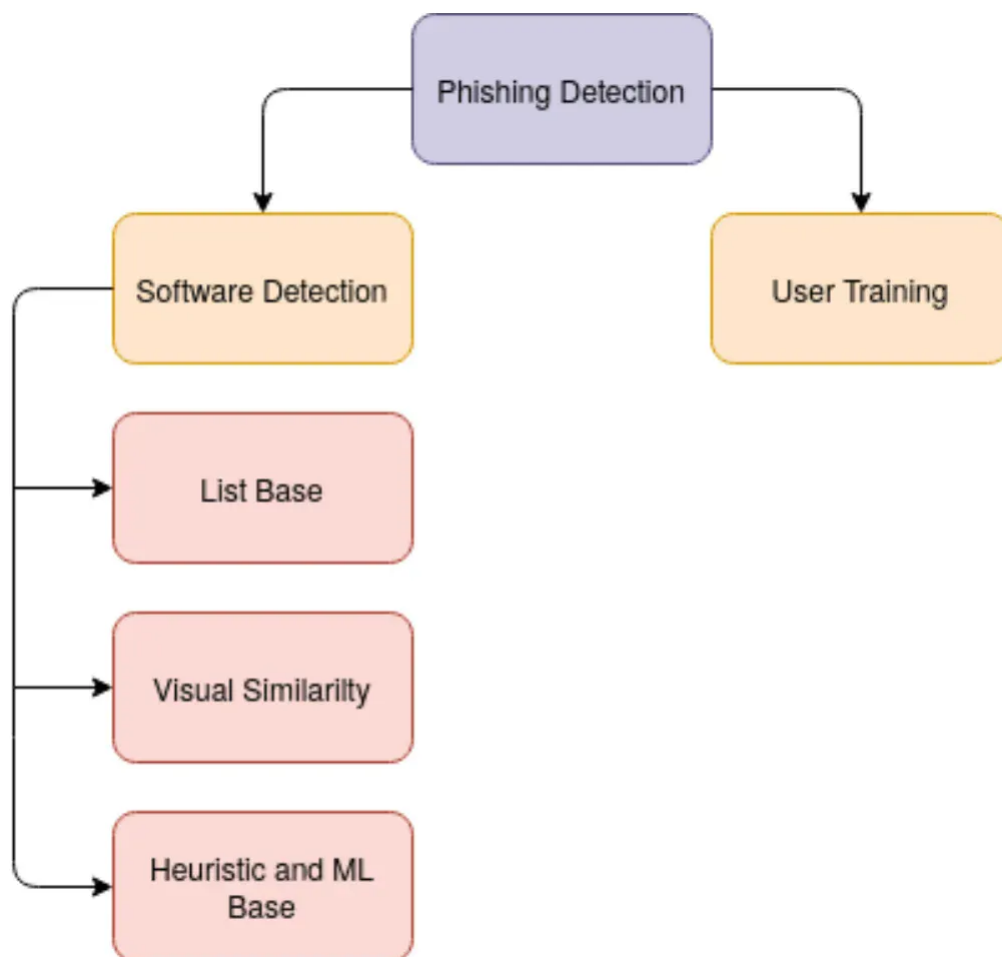 Phishing Detection
Software Detection
User Training
List Base
Visual Similarilty
Heuristic and ML
Base